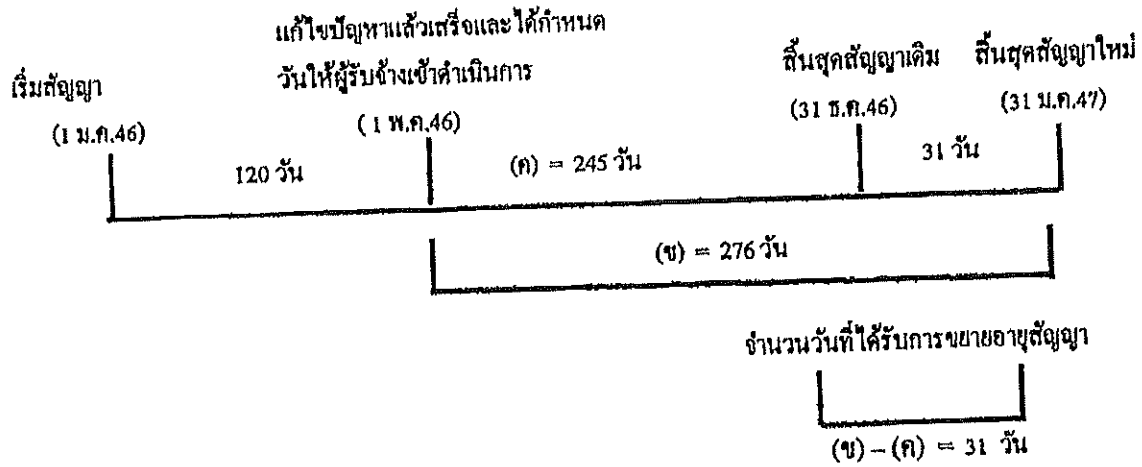 แก้ไขปัญหาแล้วเสร็จและได้กำหนด
วันให้ผู้รับจ้างเข้าดำเนินการ
เริ่มสัญญา
สิ้นสุดสัญญาเดิม
สิ้นสุดสัญญาใหม่
(1 ม.ค.46)
( 1 พ.ค.46)
(31 ธ.ค.46)
(31 ม.ค.47)
120 วัน
(ค) = 245 วัน
31 วัน
(ข) = 276 วัน
จำนวนวันที่ได้รับการขยายอายุสัญญา
(ข) – (ค) = 31 วัน